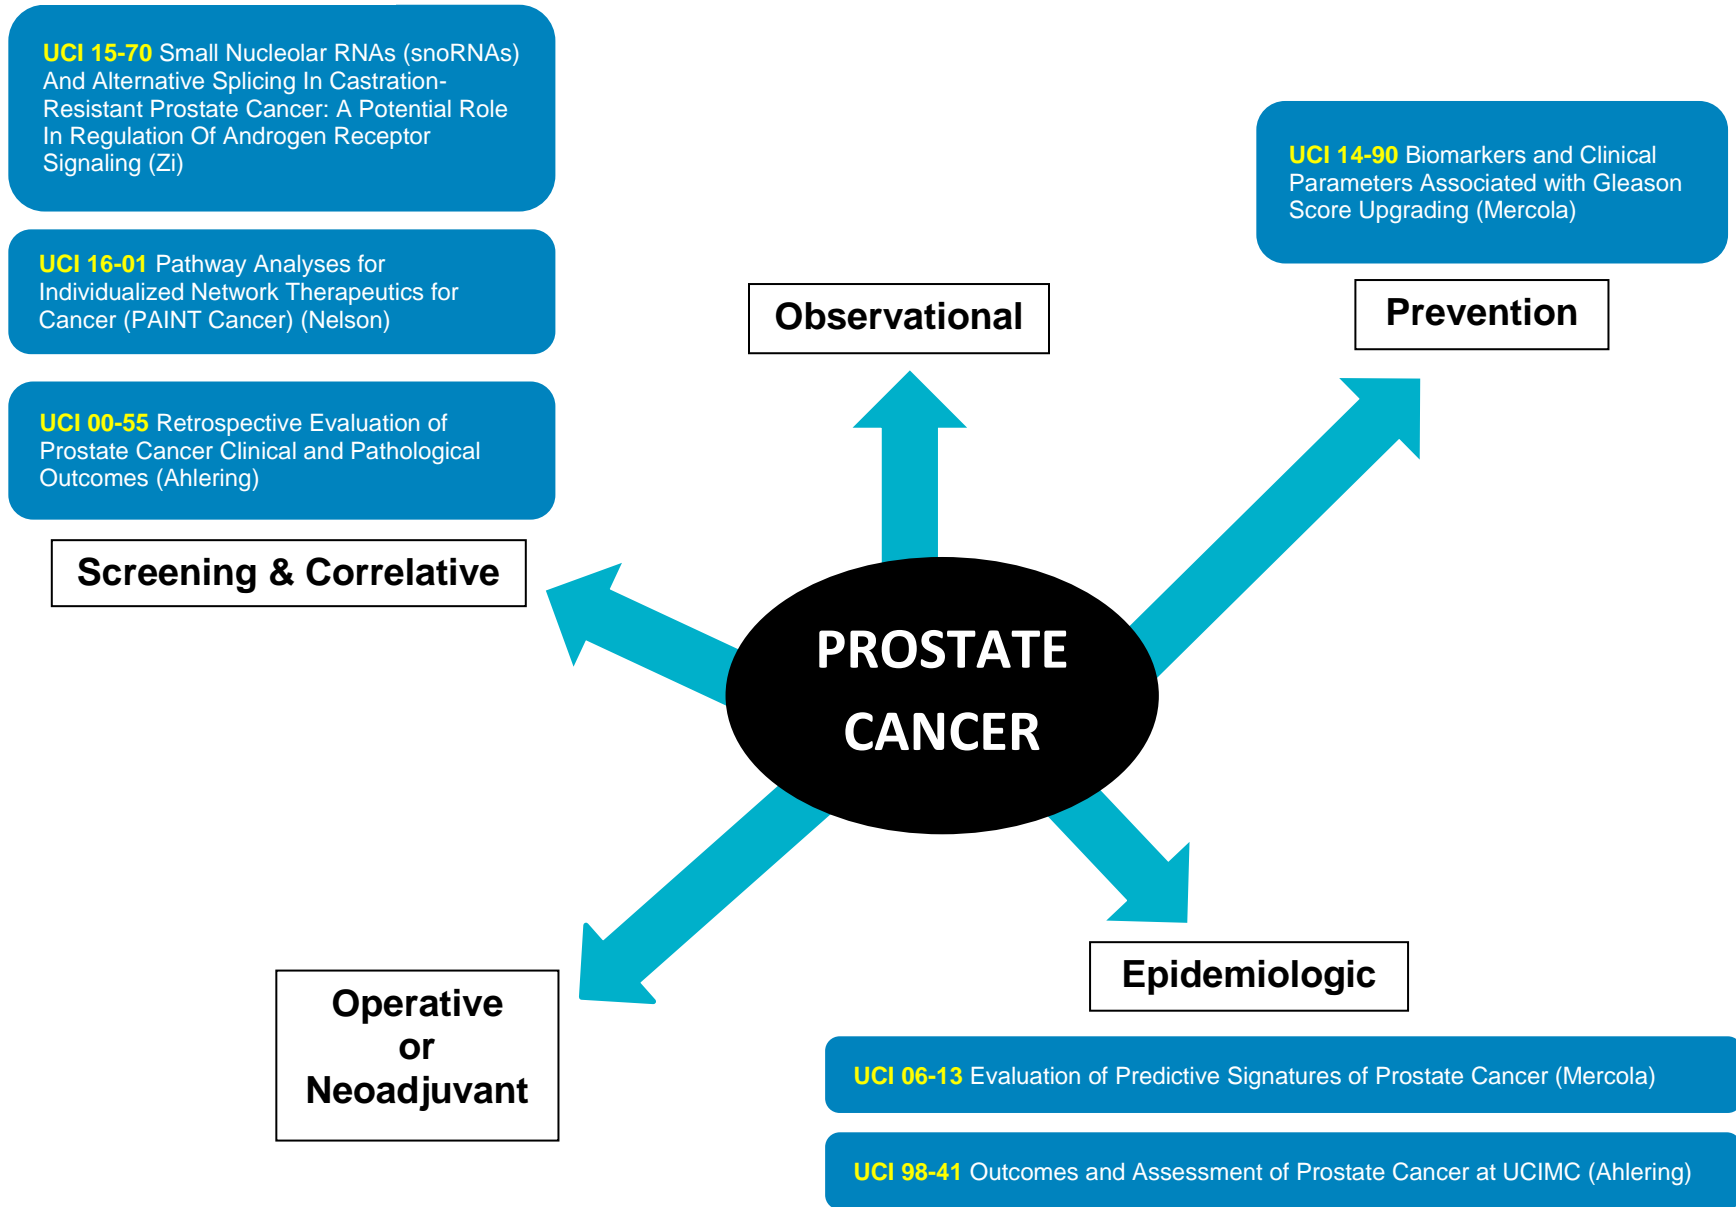 UCI 15-70 Small Nucleolar RNAs (snoRNAs)
And Alternative Splicing In Castration-
Resistant Prostate Cancer: A Potential Role
In Regulation Of Androgen Receptor
Signaling (Zi)
UCI 16-01 Pathway Analyses for
Individualized Network Therapeutics for
Cancer (PAINT Cancer) (Nelson)
UCI 00-55 Retrospective Evaluation of
Prostate Cancer Clinical and Pathological
Outcomes (Ahlering)
Screening & Correlative
Observational
UCI 14-90 Biomarkers and Clinical
Parameters Associated with Gleason
Score Upgrading (Mercola)
Prevention
PROSTATE
CANCER
Operative
or
Neoadjuvant
Epidemiologic
UCI 06-13 Evaluation of Predictive Signatures of Prostate Cancer (Mercola)
UCI 98-41 Outcomes and Assessment of Prostate Cancer at UCIMC (Ahlering)